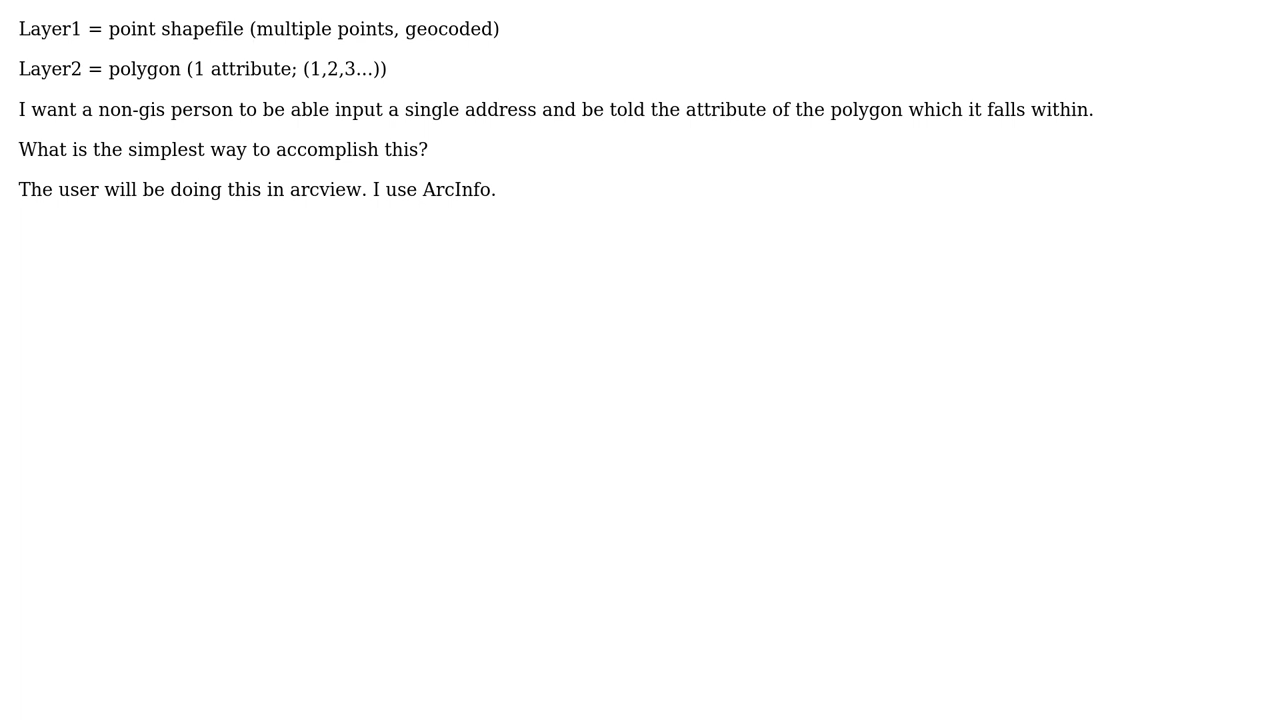 Layer1 = point shapefile (multiple points, geocoded)
Layer2 = polygon (1 attribute; (1,2,3...))
I want a non-gis person to be able input a single address and be told the attribute of the polygon which it falls within.
What is the simplest way to accomplish this?
The user will be doing this in arcview. I use ArcInfo.